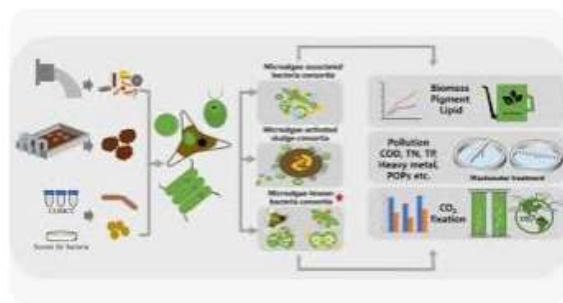 Microalgae-associated
bacteria consortia
Microalgae-activated
sludge consortia
Microalgae-known
bacteria consortia
Biomass
Pigment
Lipid
Pollution
COD, TN, TP,
Heavy metal,
POPs etc.
Wastewater treatment
CO₂
fixation